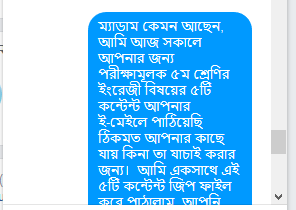 ম্যাডাম কেমন আছেন,
আমি আজ সকালে
আপনার জন্য
পরীক্ষামূলক ৫ম শ্রেণির
ইংরেজী বিষয়ের ৫টি
কন্টেন্ট আপনার
ই-মেইলে পাঠিয়েছি
ঠিকমত আপনার কাছে
যায় কিনা তা যাচাই করার
জন্য। আমি একসাথে এই
৫টি কন্টেন্ট জিপ ফাইল
করে পাঠালাম, আপনি